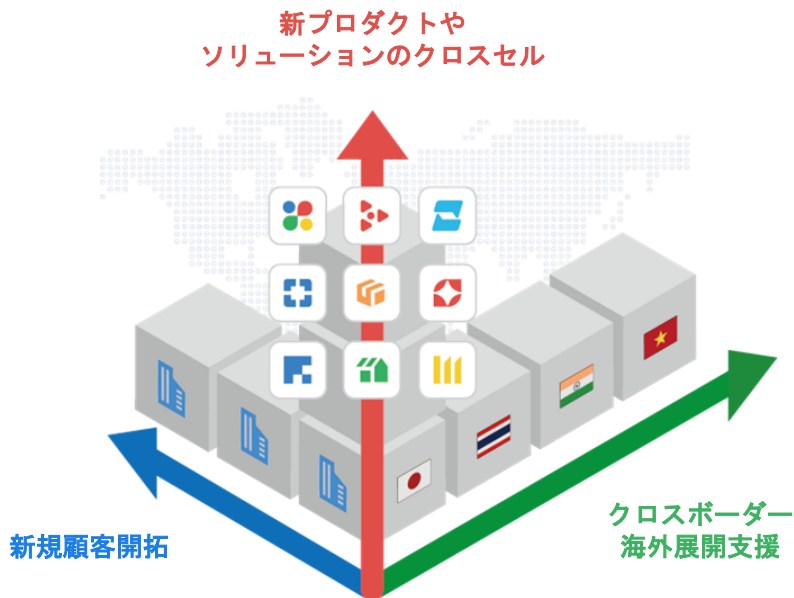 新プロダクトや
ソリューションのクロスセル
クロスボーダー
海外展開支援
新規顧客開拓